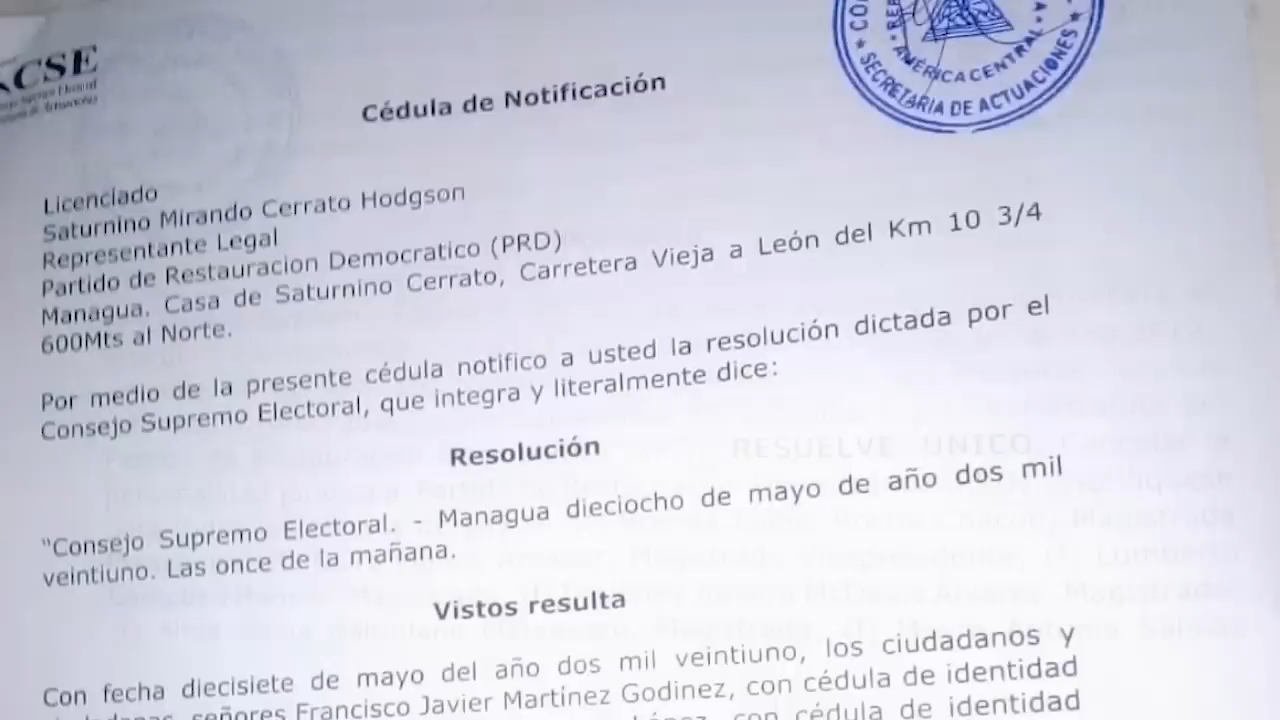 CSE
SECRETARIA DE ACTUACIONES
AMÉRICA CENTRAL
Cédula de Notificación
Licenciado
Saturnino Mirando Cerrato Hodgson
Representante Legal
Partido de Restauracion Democratico (PRD)
Managua. Casa de Saturnino Cerrato, Carretera Vieja a León del Km 10 3/4
600Mts al Norte.
Por medio de la presente cédula notifico a usted la resolución dictada por el
Consejo Supremo Electoral, que integra y literalmente dice:
Resolución
RESUELVE UNICO
"Consejo Supremo Electoral. - Managua dieciocho de mayo de año dos mil
veintiuno. Las once de la mañana.
Vistos resulta
Con fecha diecisiete de mayo del año dos mil veintiuno, los ciudadanos y
señores Francisco Javier Martínez Godinez, con cédula de identidad
con cédula de identidad